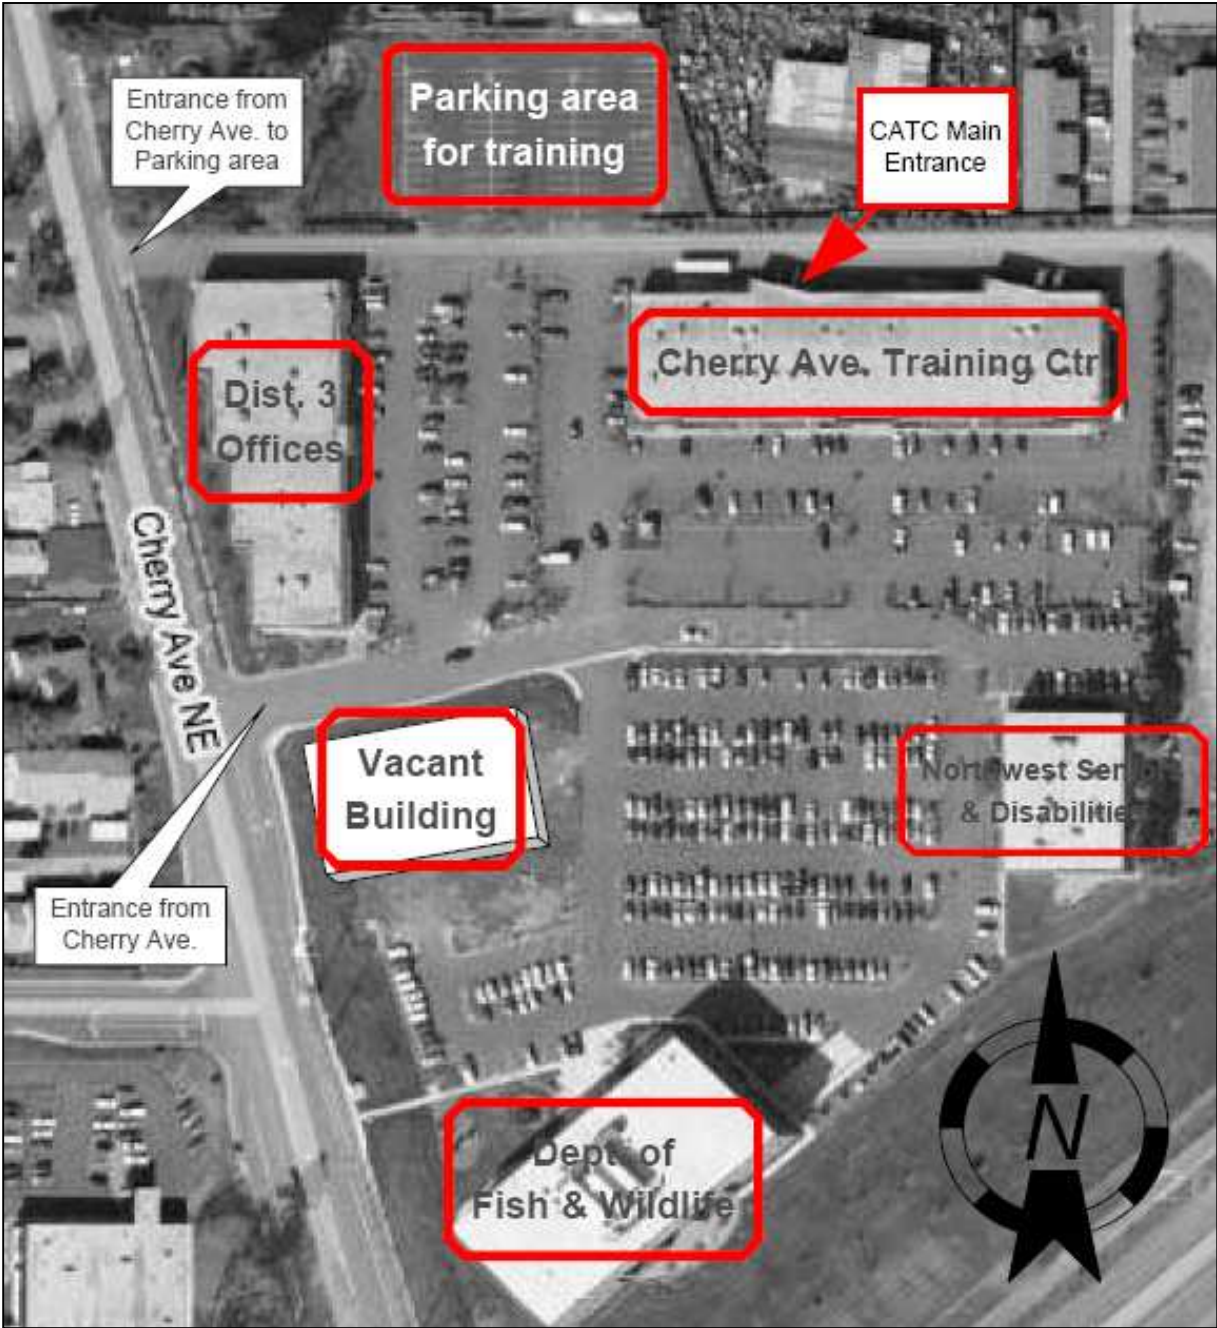 Entrance from
Cherry Ave. to
Parking area
Parking area
for training
CATC Main
Entrance
Cherry Ave. Training Ctr
Dist. 3
Offices
Cherry Ave NE
Vacant
Building
Northwest
& Disabilities
Entrance from
Cherry Ave.
Dept. of
Fish & Wildlife
N